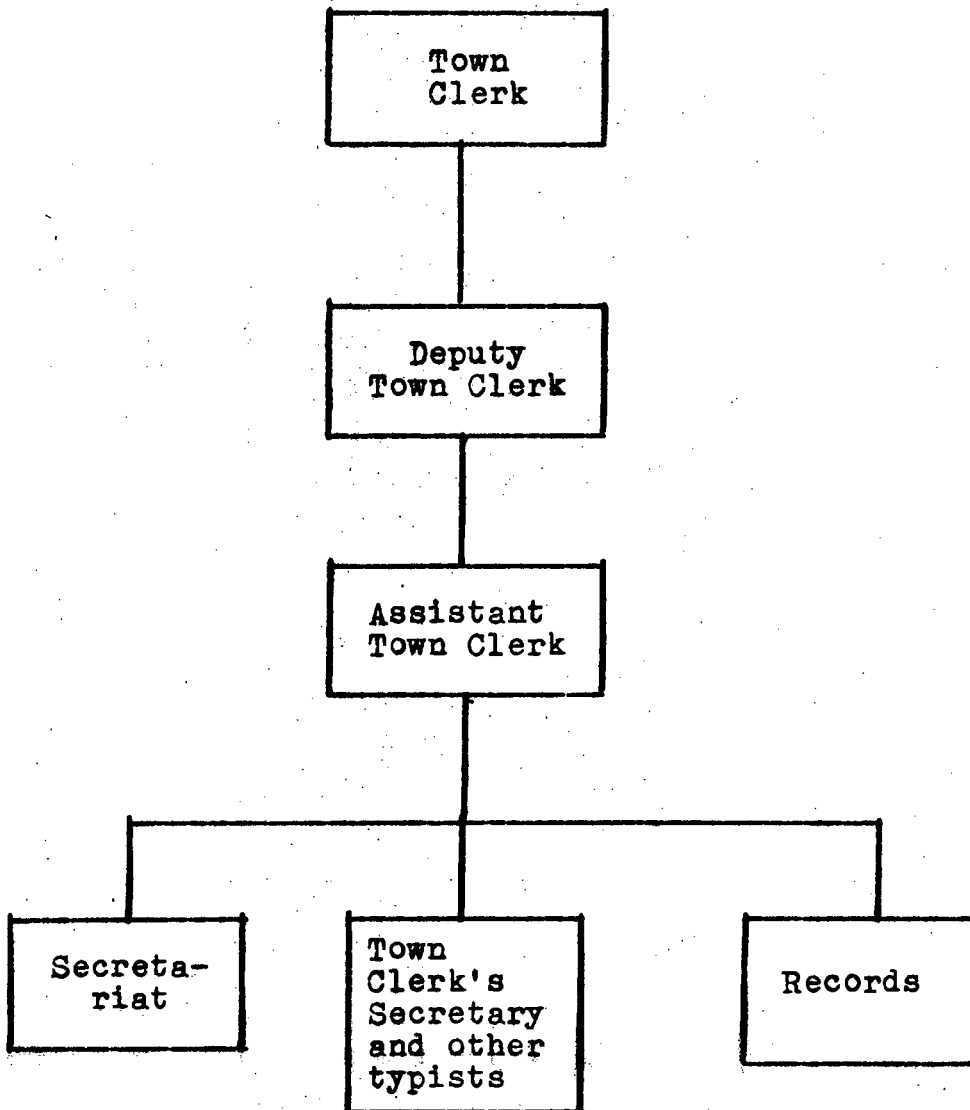 Town
Clerk
Deputy
Town Clerk
Assistant
Town Clerk
Secreta-
riat
Town
Clerk's
Secretary
and other
typists
Records